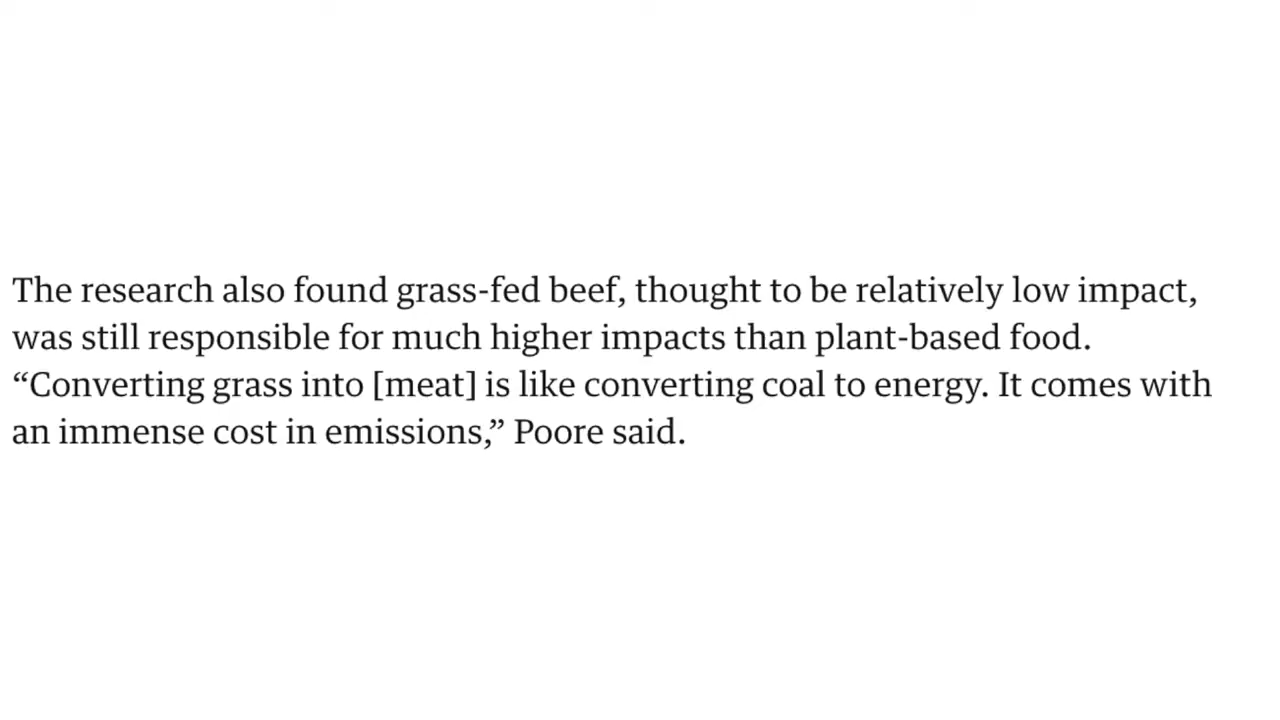 The research also found grass-fed beef, thought to be relatively low impact,
was still responsible for much higher impacts than plant-based food.
“Converting grass into [meat] is like converting coal to energy. It comes with
an immense cost in emissions,” Poore said.